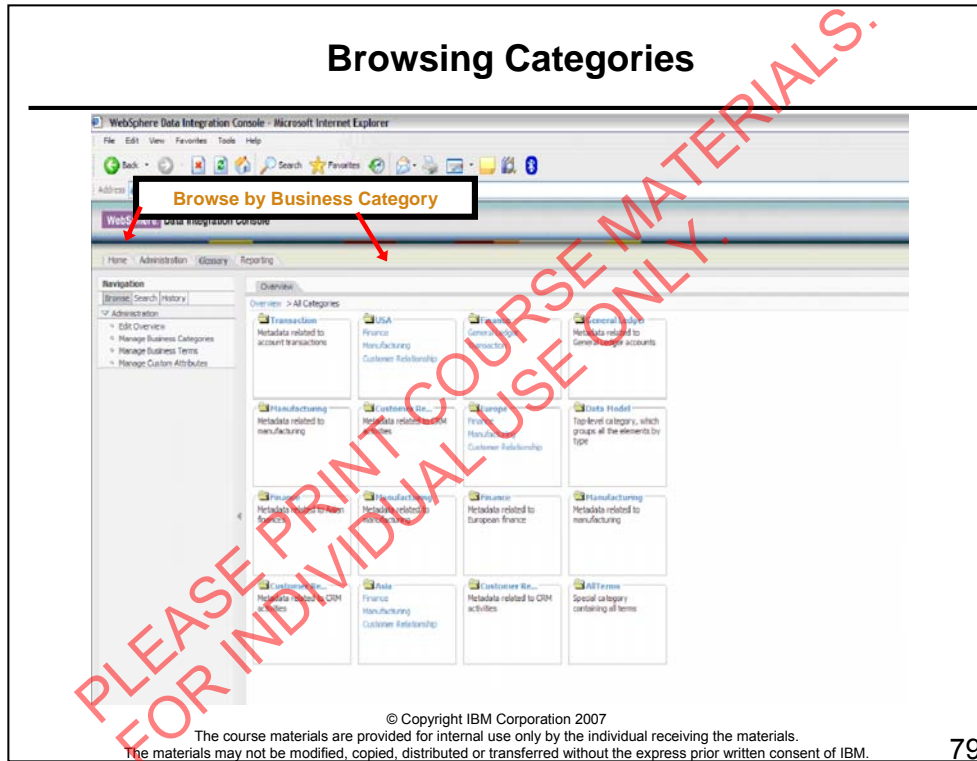 Browsing Categories
WebSphere Data Integration Console - Microsoft Internet Explorer
File Edit View Favorites Tools Help
Back Search Favorites
Address
Browse by Business Category
WebSphere Data Integration Console
Home Administration Glossary Reporting
Navigation
Browse Search History
Administration
Edit Overview
Manage Business Categories
Manage Business Terms
Manage Custom Attributes
Overview
Overview > All Categories
Transaction
Metadata related to
account transactions
USA
Finance
Manufacturing
Customer Relationship
Finance
General Ledger
Transaction
General Ledger
Metadata related to
General Ledger accounts
Manufacturing
Metadata related to
manufacturing
Customer Re...
Metadata related to CRM
activities
Europe
Finance
Manufacturing
Customer Relationship
Data Model
Top-level category, which
groups all the elements by
type
Finance
Metadata related to Asian
finances
Manufacturing
Metadata related to
manufacturing
Finance
Metadata related to
European finance
Manufacturing
Metadata related to
manufacturing
Customer Re...
Metadata related to CRM
activities
Asia
Finance
Manufacturing
Customer Relationship
Customer Re...
Metadata related to CRM
activities
AllTerms
Special category
containing all terms
PLEASE PRINT COURSE MATERIALS.
FOR INDIVIDUAL USE ONLY.
© Copyright IBM Corporation 2007
The course materials are provided for internal use only by the individual receiving the materials.
The materials may not be modified, copied, distributed or transferred without the express prior written consent of IBM.
79